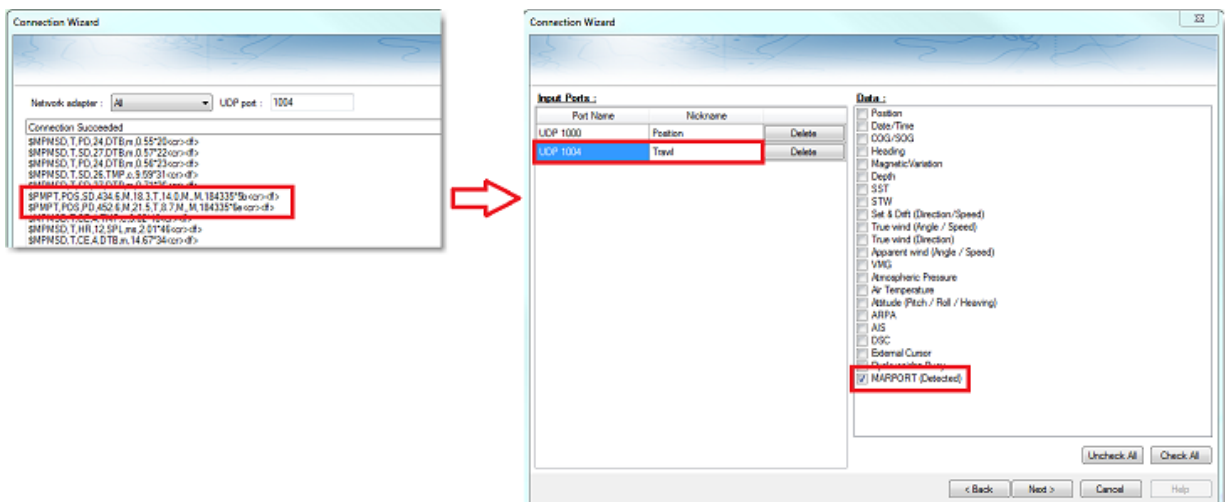 Connection Wizard
Network adapter : All UDP port : 1004
Connection Succeeded
$MPMSD,T,PD,24,DTB,m,0.55*20<cr><lf>
$MPMSD,T,SD,27,DTB,m,0.57*22<cr><lf>
$MPMSD,T,PD,24,DTB,m,0.56*23<cr><lf>
$MPMSD,T,SD,26,TMP,c,9.59*31<cr><lf>
$PMPT,POS,SD,434.6,M,18.3,T,14.0,M,,M,184335*5b<cr><lf>
$PMPT,POS,PD,452.6,M,21.5,T,8.7,M,,M,184335*6e<cr><lf>
$MPMSD,T,HR,12,SPL,ms,2.01*46<cr><lf>
$MPMSD,T,CE,4,DTB,m,14.67*34<cr><lf>
Connection Wizard
Input Ports :
Port Name Nickname
UDP 1000 Position Delete
UDP 1004 Trawl Delete
Data :
Position
Date/Time
COG/SOG
Heading
Magnetic Variation
Depth
SST
STW
Set & Drift (Direction/Speed)
True wind (Angle / Speed)
True wind (Direction)
Apparent wind (Angle / Speed)
VMG
Atmospheric Pressure
Air Temperature
Attitude (Pitch / Roll / Heaving)
ARPA
AIS
DSC
External Cursor
MARPORT (Detected)
Uncheck All Check All
< Back Next > Cancel Help